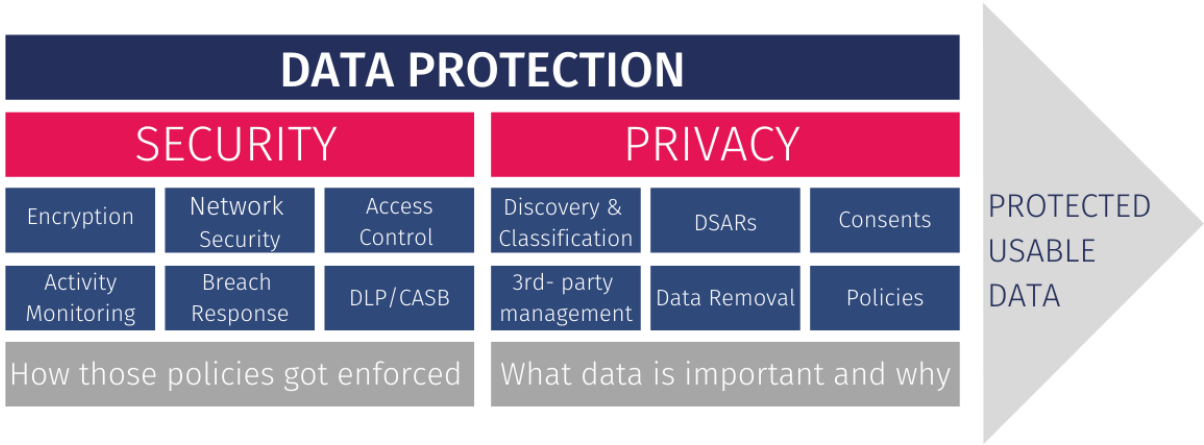 DATA PROTECTION
SECURITY
Encryption
Network
Security
Access
Control
Activity
Monitoring
Breach
Response
DLP/CASB
How those policies got enforced
PRIVACY
Discovery &
Classification
DSARs
Consents
3rd- party
management
Data Removal
Policies
What data is important and why
PROTECTED
USABLE
DATA